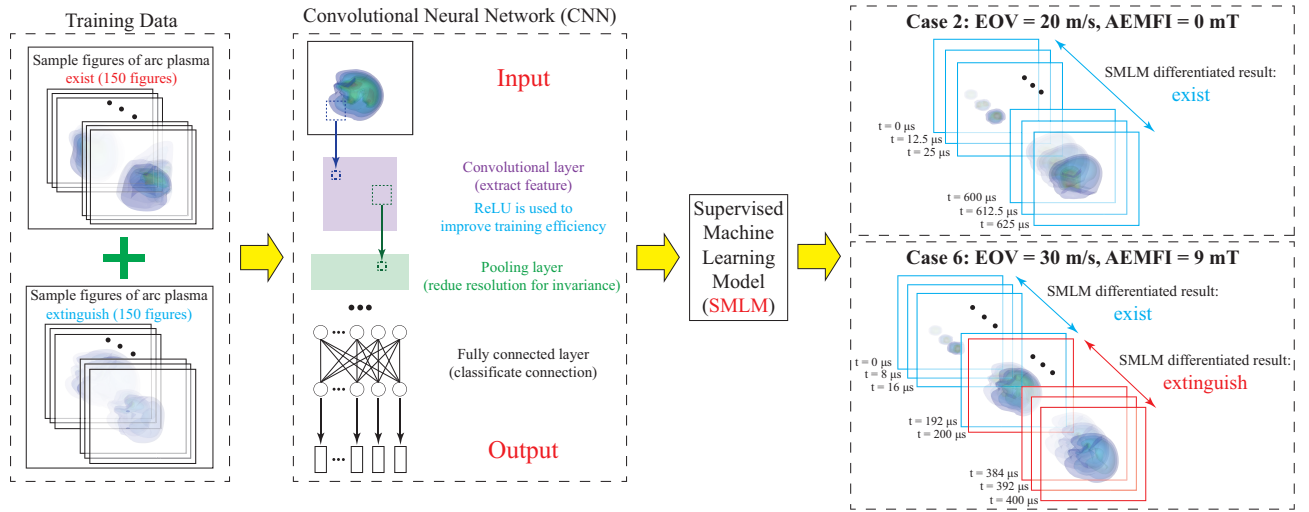 Training Data
Sample figures of arc plasma
exist (150 figures)
Sample figures of arc plasma
extinguish (150 figures)
Convolutional Neural Network (CNN)
Input
Convolutional layer
(extract feature)
ReLU is used to
improve training efficiency
Pooling layer
(redue resolution for invariance)
Fully connected layer
(classificate connection)
Output
Supervised
Machine
Learning
Model
(SMLM)
Case 2: EOV = 20 m/s, AEMFI = 0 mT
SMLM differentiated result:
exist
t = 0 μs
t = 12.5 μs
t = 25 μs
t = 600 μs
t = 612.5 μs
t = 625 μs
Case 6: EOV = 30 m/s, AEMFI = 9 mT
SMLM differentiated result:
exist
SMLM differentiated result:
extinguish
t = 0 μs
t = 8 μs
t = 16 μs
t = 192 μs
t = 200 μs
t = 384 μs
t = 392 μs
t = 400 μs